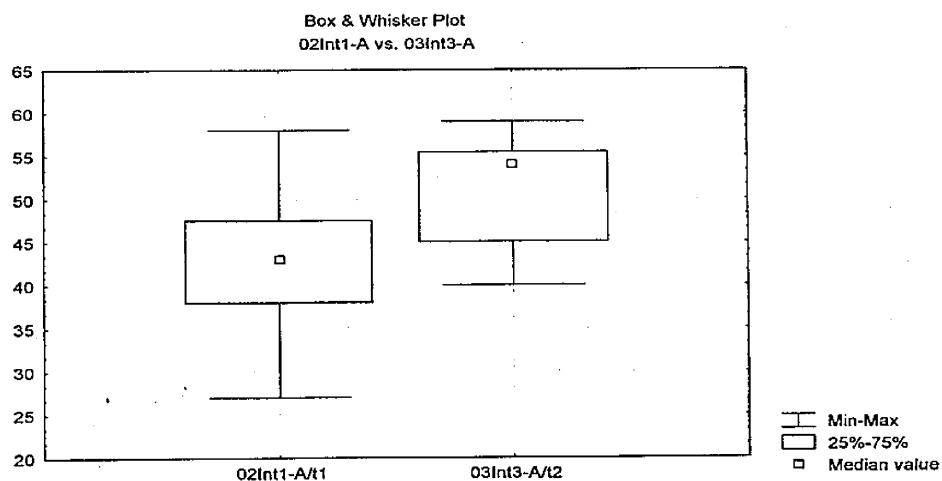 Box & Whisker Plot
02Int1-A vs. 03Int3-A
65
60
55
50
45
40
35
30
25
20
02Int1-A/t1
03Int3-A/t2
Min-Max
25%-75%
Median value